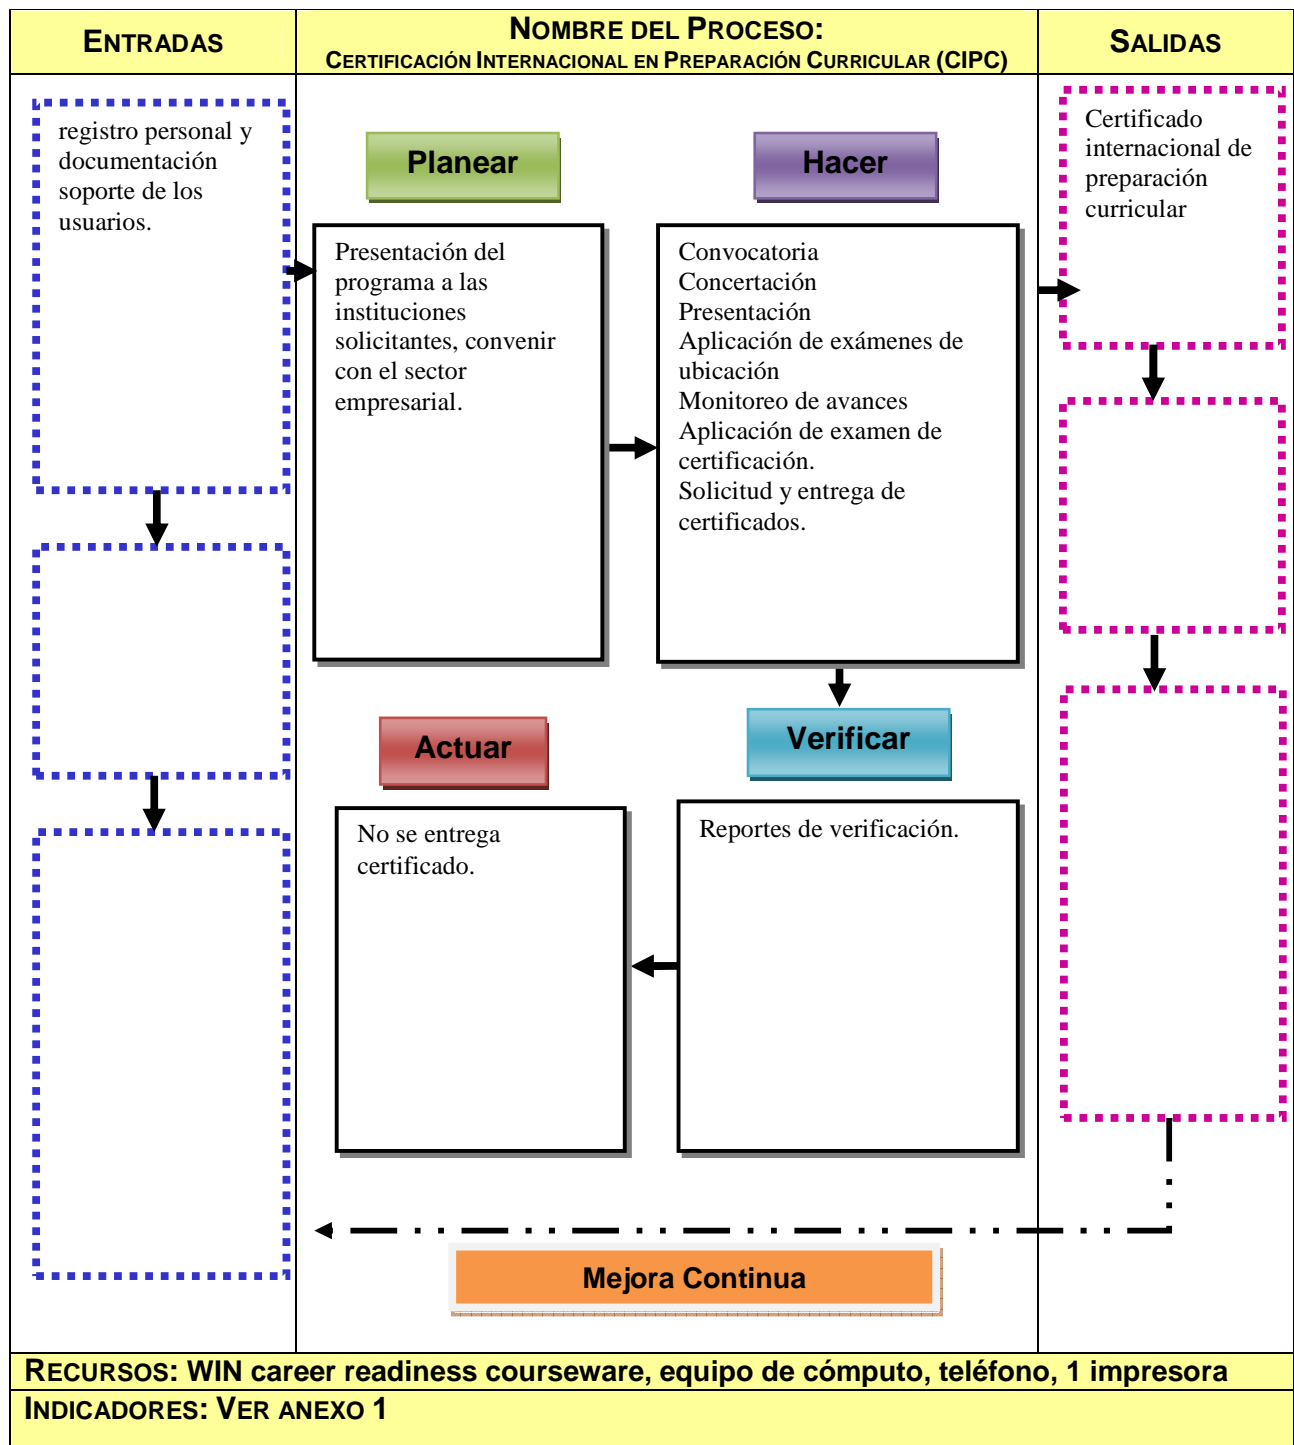 ENTRADAS
NOMBRE DEL PROCESO:
CERTIFICACIÓN INTERNACIONAL EN PREPARACIÓN CURRICULAR (CIPC)
SALIDAS
registro personal y
documentación
soporte de los
usuarios.
Planear
Presentación del
programa a las
instituciones
solicitantes, convenir
con el sector
empresarial.
Hacer
Convocatoria
Concertación
Presentación
Aplicación de exámenes de
ubicación
Monitoreo de avances
Aplicación de examen de
certificación.
Solicitud y entrega de
certificados.
Certificado
internacional de
preparación
curricular
Actuar
No se entrega
certificado.
Verificar
Reportes de verificación.
Mejora Continua
RECURSOS: WIN career readiness courseware, equipo de cómputo, teléfono, 1 impresora
INDICADORES: VER ANEXO 1